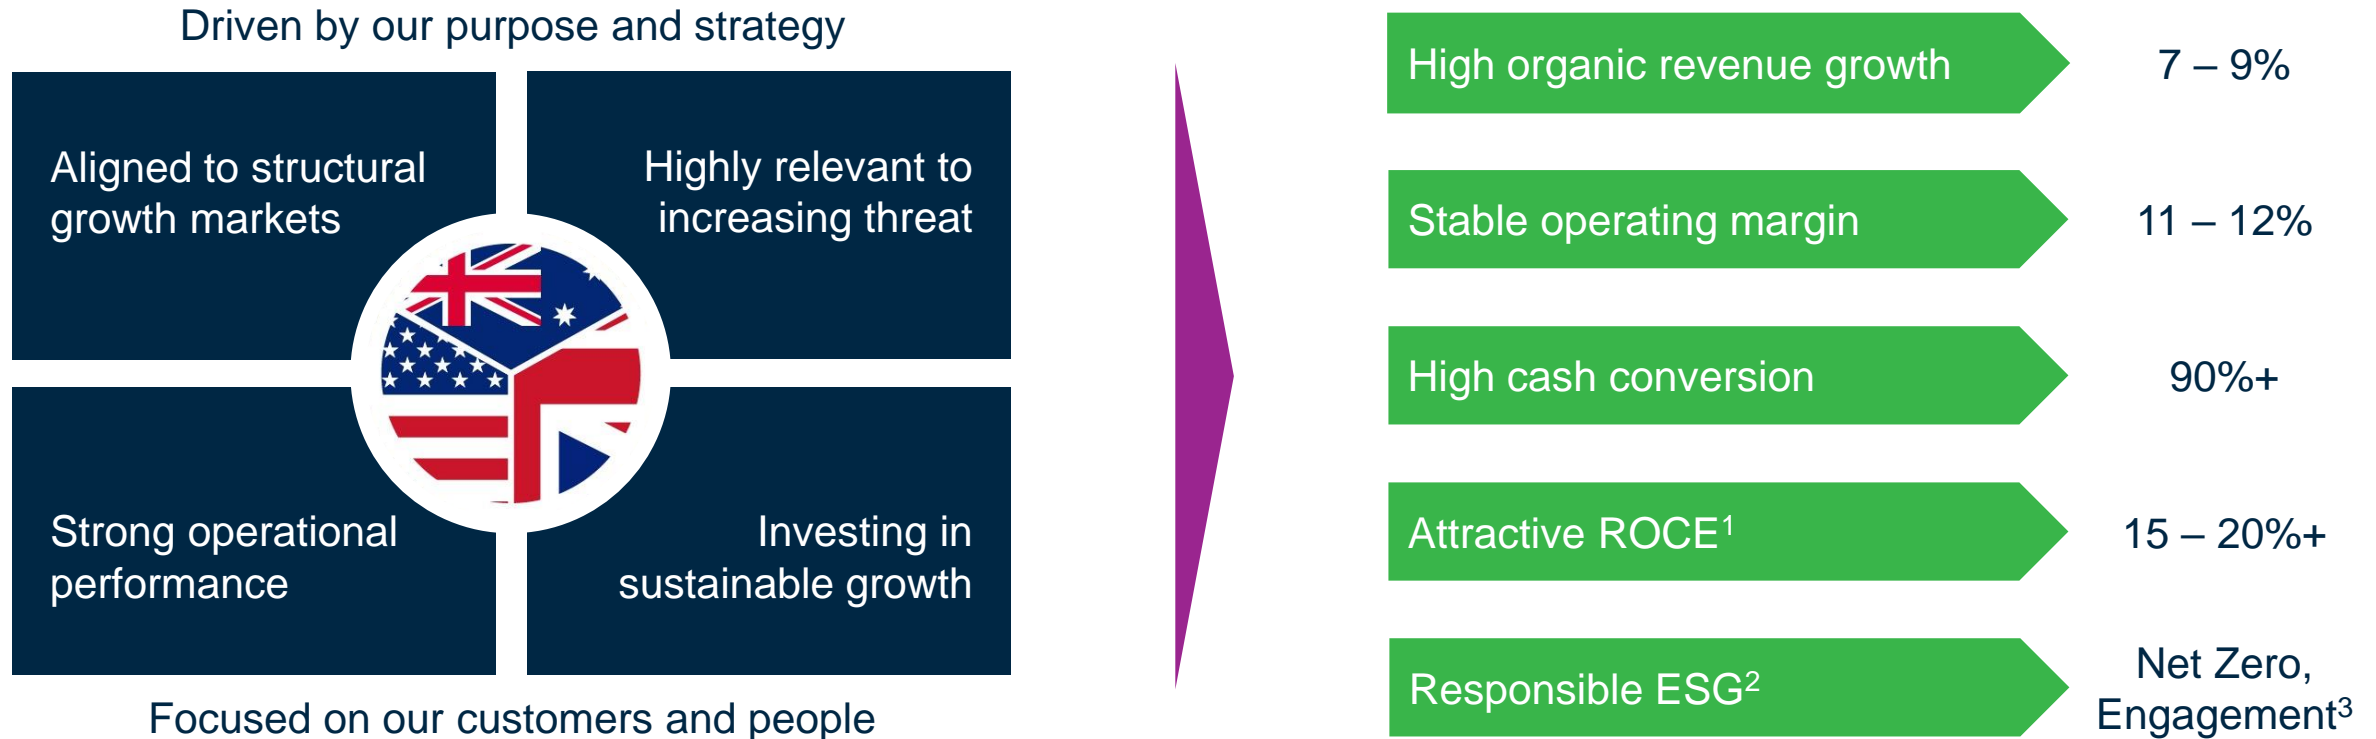 Driven by our purpose and strategy
Aligned to structural
growth markets
Highly relevant to
increasing threat
Strong operational
performance
Investing in
sustainable growth
Focused on our customers and people
High organic revenue growth
7 – 9%
Stable operating margin
11 – 12%
High cash conversion
90%+
Attractive ROCE¹
15 – 20%+
Responsible ESG²
Net Zero,
Engagement³